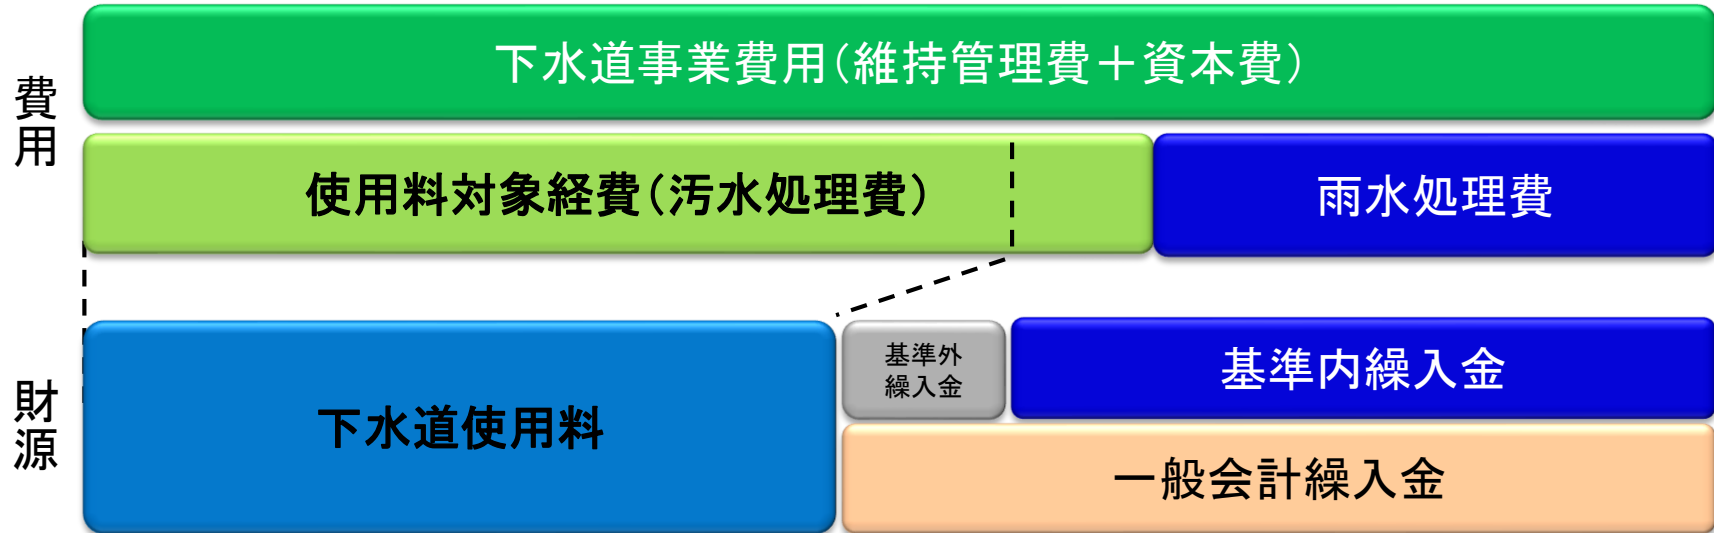 費用
下水道事業費用(維持管理費+資本費)
使用料対象経費(汚水処理費)
雨水処理費
財源
下水道使用料
基準外
繰入金
基準内繰入金
一般会計繰入金